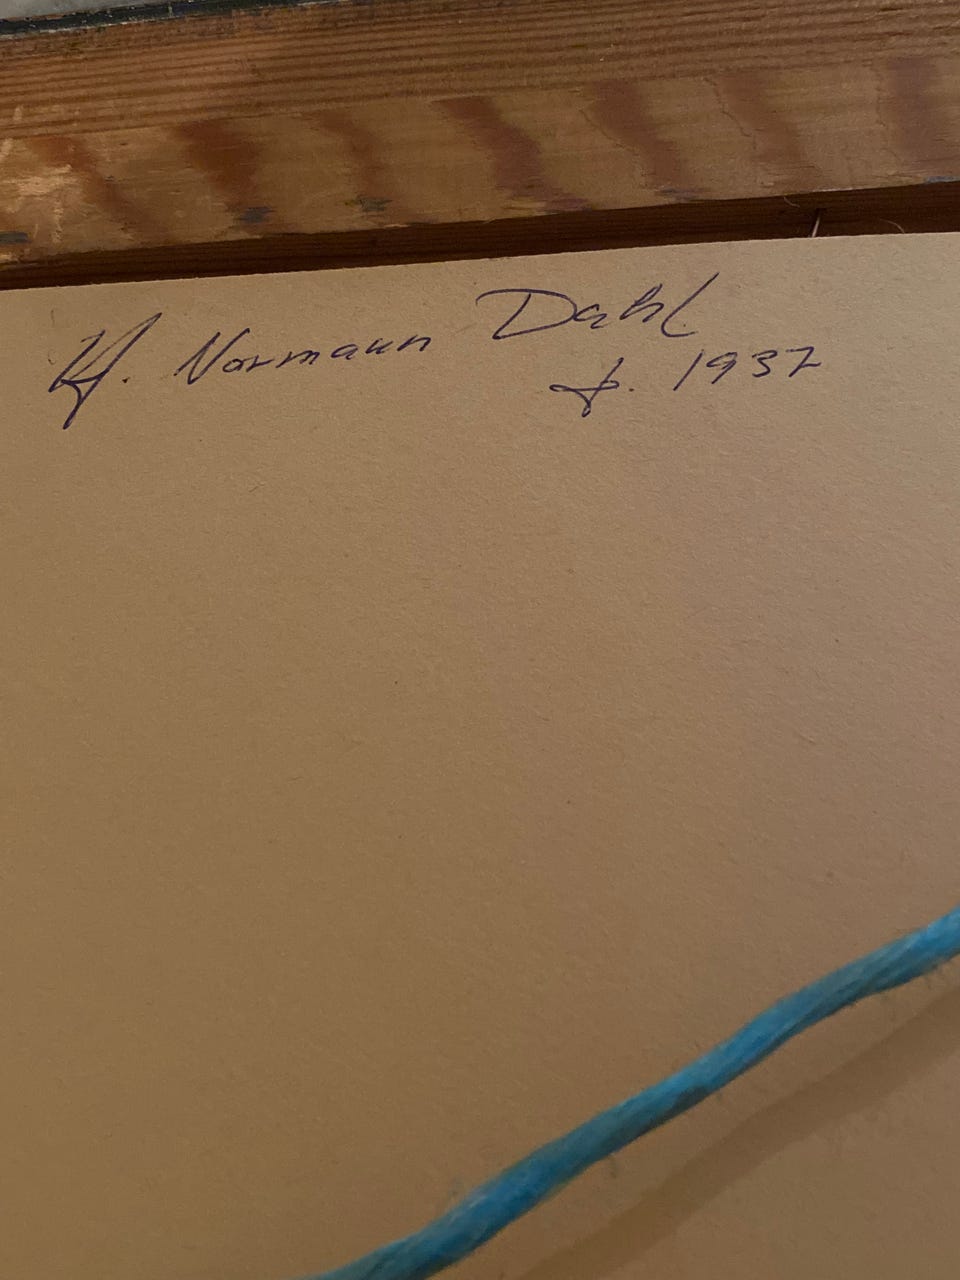 H. Normann Dahl
f. 1937